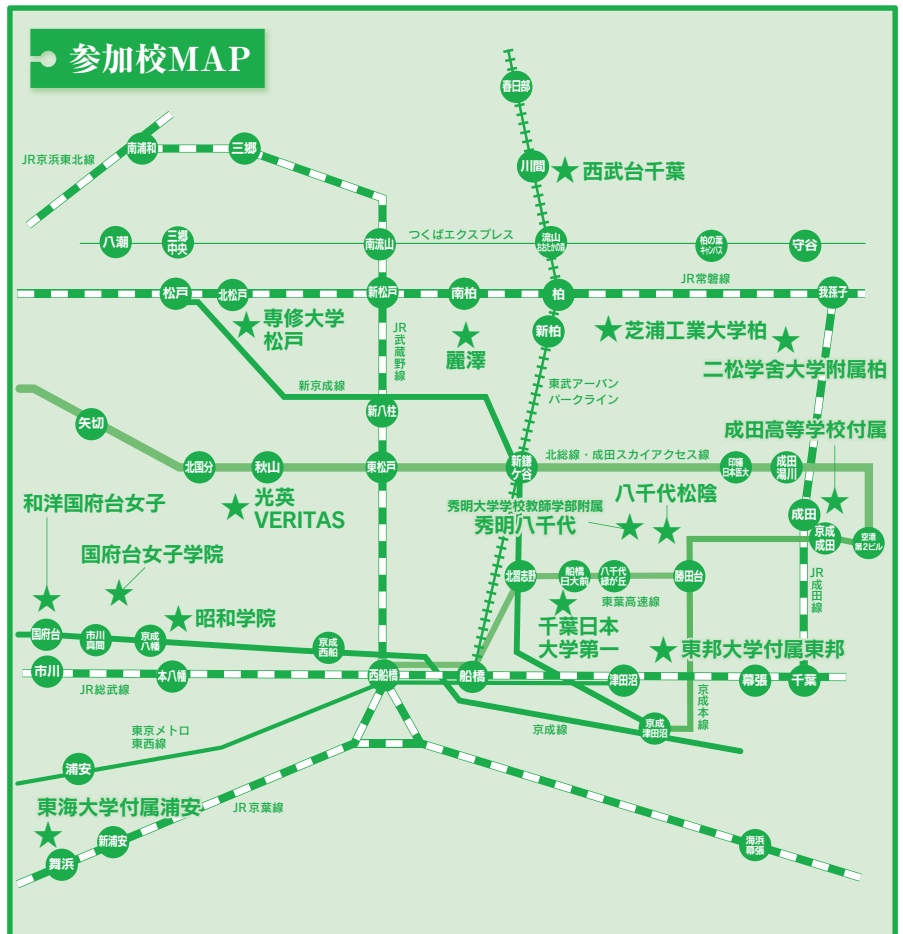 参加校MAP
春日部
JR京浜東北線
南浦和
三郷
川間
西武台千葉
八潮
三郷
中央
南流山
つくばエクスプレス
流山
おおたかの森
柏の葉
キャンパス
守谷
JR常磐線
松戸
北松戸
新松戸
南柏
柏
我孫子
専修大学
松戸
JR武蔵野線
麗澤
新柏
芝浦工業大学柏
二松学舎大学附属柏
新京成線
東武アーバン
パークライン
新八柱
矢切
成田高等学校付属
北総線・成田スカイアクセス線
北国分
秋山
東松戸
新鎌
ケ谷
印旛
日本医大
成田
湯川
和洋国府台女子
光英
VERITAS
秀明大学学校教師学部附属
秀明八千代
八千代松陰
成田
京成
成田
空港
第2ビル
国府台女子学院
北習志野
船橋
日大前
八千代
緑が丘
勝田台
東葉高速線
JR成田線
昭和学院
千葉日本
大学第一
国府台
市川
真間
京成
八幡
京成
西船
東邦大学付属東邦
市川
JR総武線
本八幡
西船橋
船橋
津田沼
幕張
千葉
京成本線
東京メトロ
東西線
京成線
京成
津田沼
浦安
東海大学付属浦安
JR京葉線
新浦安
舞浜
海浜
幕張